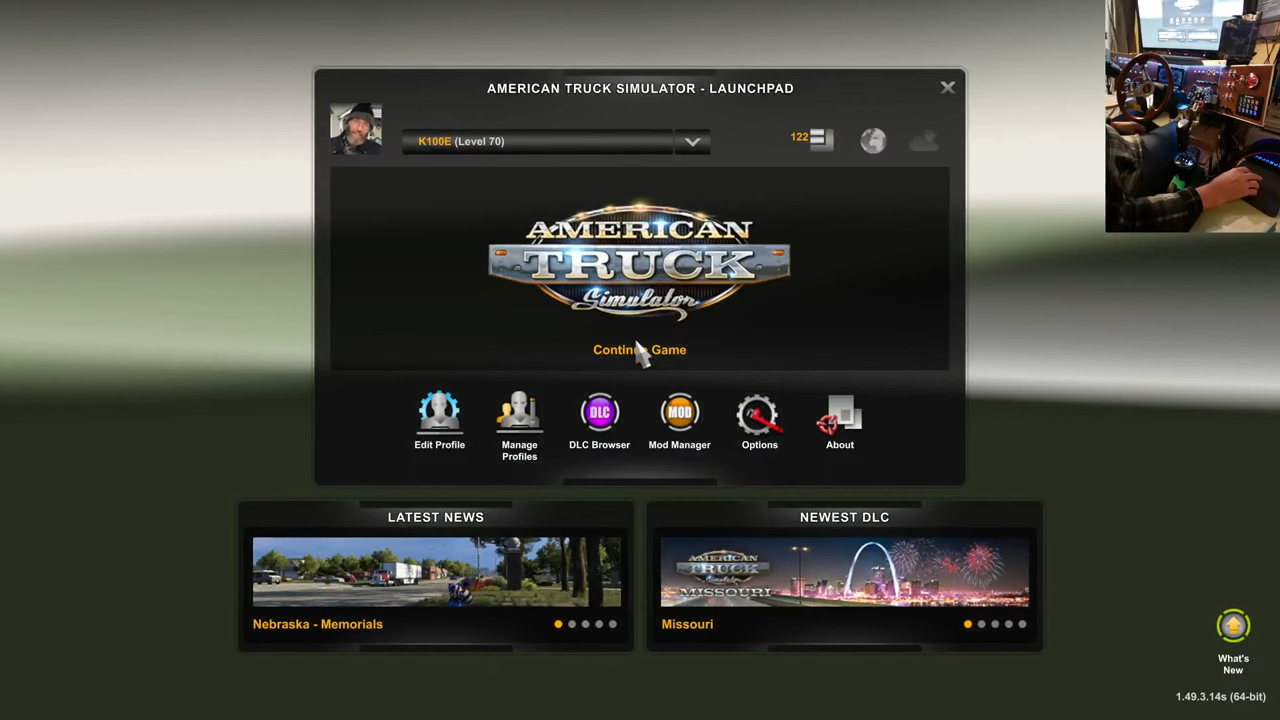 AMERICAN TRUCK SIMULATOR - LAUNCHPAD
K100E (Level 70)
122
AMERICAN
TRUCK
Simulator
Continue Game
Edit Profile
Manage
Profiles
DLC
DLC Browser
MOD
Mod Manager
Options
About
LATEST NEWS
Nebraska - Memorials
NEWEST DLC
AMERICAN
TRUCK
Simulator
MISSOURI
Missouri
What's
New
1.49.3.14s (64-bit)